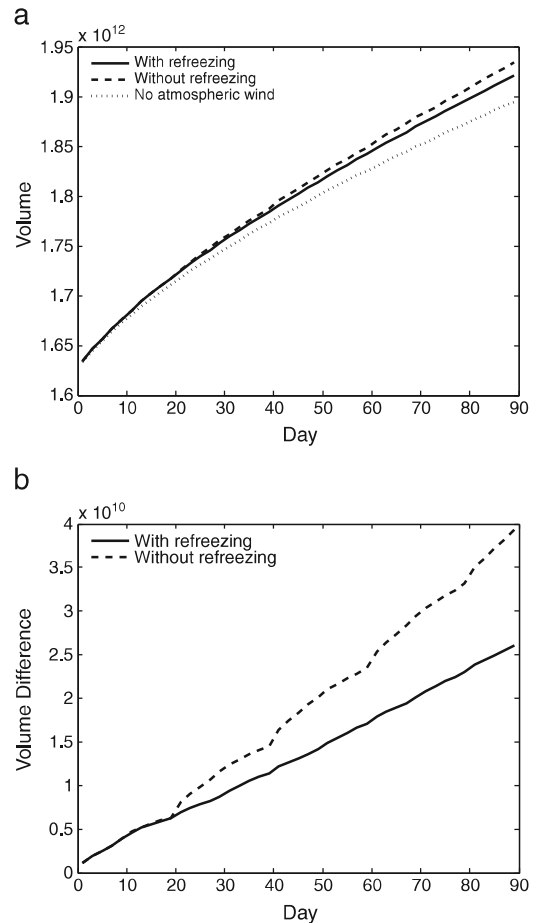 a
x 10^12
1.95
1.9
1.85
1.8
1.75
1.7
1.65
1.6
Volume
With refreezing
Without refreezing
No atmospheric wind
0 10 20 30 40 50 60 70 80 90
Day
b
x 10^10
4
3.5
3
2.5
2
1.5
1
0.5
0
Volume Difference
With refreezing
Without refreezing
0 10 20 30 40 50 60 70 80 90
Day